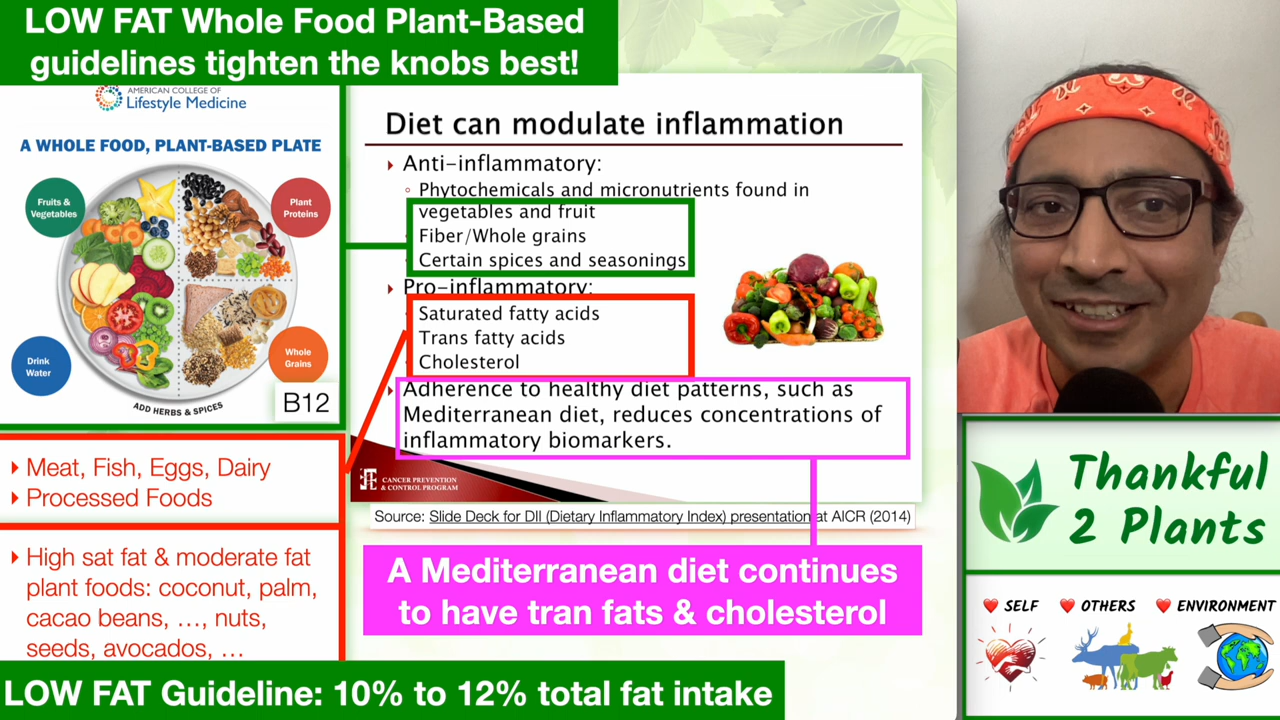 LOW FAT Whole Food Plant-Based
guidelines tighten the knobs best!
AMERICAN COLLEGE OF
Lifestyle Medicine
A WHOLE FOOD, PLANT-BASED PLATE
Fruits &
Vegetables
Plant
Proteins
Drink
Water
Whole
Grains
ADD HERBS & SPICES
B12
Meat, Fish, Eggs, Dairy
Processed Foods
High sat fat & moderate fat
plant foods: coconut, palm,
cacao beans, …, nuts,
seeds, avocados, …
LOW FAT Guideline: 10% to 12% total fat intake
Diet can modulate inflammation
Anti-inflammatory:
Phytochemicals and micronutrients found in
vegetables and fruit
Fiber/Whole grains
Certain spices and seasonings
Pro-inflammatory:
Saturated fatty acids
Trans fatty acids
Cholesterol
Adherence to healthy diet patterns, such as
Mediterranean diet, reduces concentrations of
inflammatory biomarkers.
CANCER PREVENTION
& CONTROL PROGRAM
Source: Slide Deck for DII (Dietary Inflammatory Index) presentation at AICR (2014)
A Mediterranean diet continues
to have tran fats & cholesterol
Thankful
2 Plants
SELF
OTHERS
ENVIRONMENT